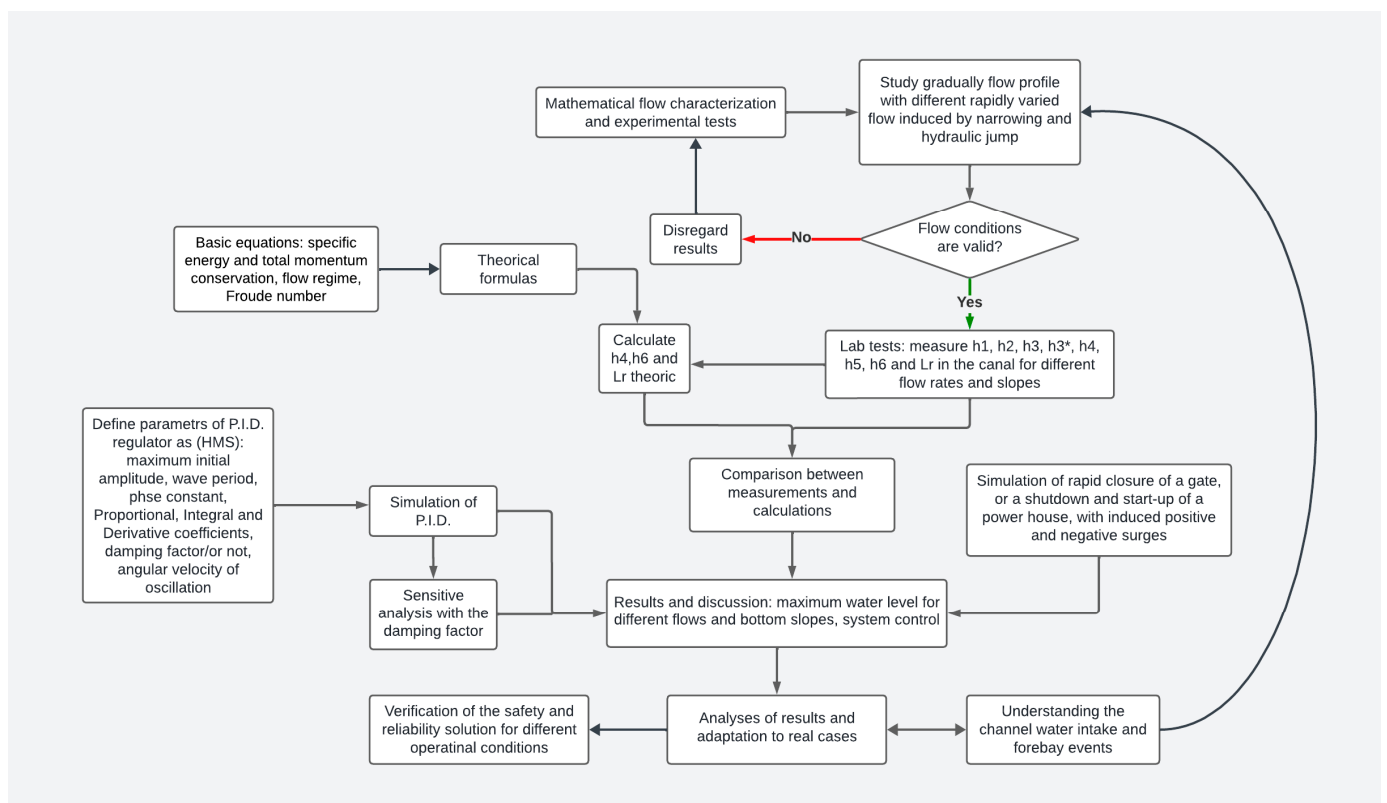 Mathematical flow characterization
and experimental tests
Study gradually flow profile
with different rapidly varied
flow induced by narrowing and
hydraulic jump
Flow conditions
are valid?
No
Disregard
results
Yes
Basic equations: specific
energy and total momentum
conservation, flow regime,
Froude number
Theorical
formulas
Calculate
h4,h6 and
Lr theoric
Lab tests: measure h1, h2, h3, h3*, h4,
h5, h6 and Lr in the canal for different
flow rates and slopes
Define parametrs of P.I.D.
regulator as (HMS):
maximum initial
amplitude, wave period,
phse constant,
Proportional, Integral and
Derivative coefficients,
damping factor/or not,
angular velocity of
oscillation
Simulation of
P.I.D.
Comparison between
measurements and
calculations
Simulation of rapid closure of a gate,
or a shutdown and start-up of a
power house, with induced positive
and negative surges
Sensitive
analysis with the
damping factor
Results and discussion: maximum water level for
different flows and bottom slopes, system control
Verification of the safety and
reliability solution for different
operatinal conditions
Analyses of results and
adaptation to real cases
Understanding the
channel water intake and
forebay events